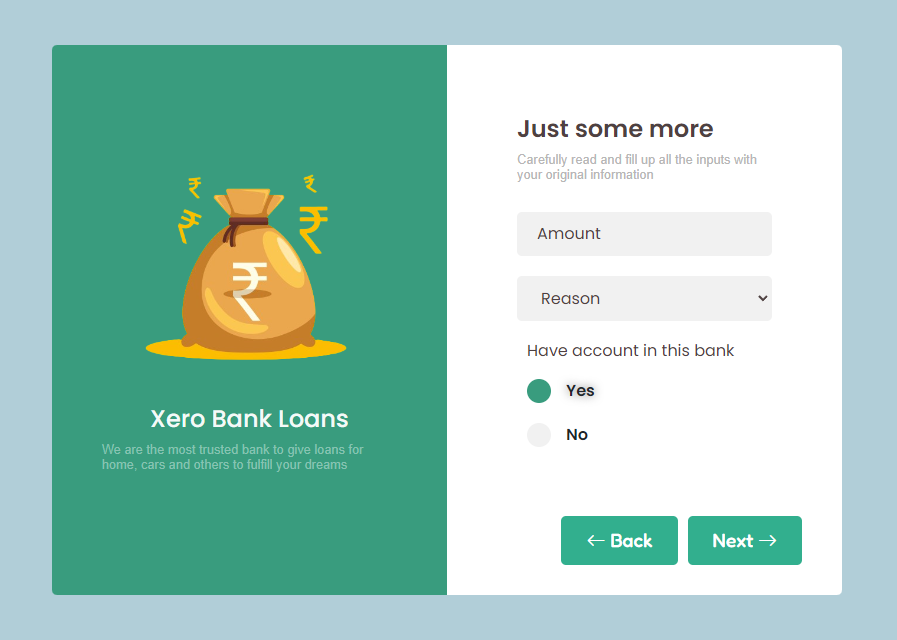 ₹ ₹
₹ ₹
₹
Xero Bank Loans
We are the most trusted bank to give loans for
home, cars and others to fulfill your dreams
Just some more
Carefully read and fill up all the inputs with
your original information
Amount
Reason
Have account in this bank
Yes
No
← Back
Next →